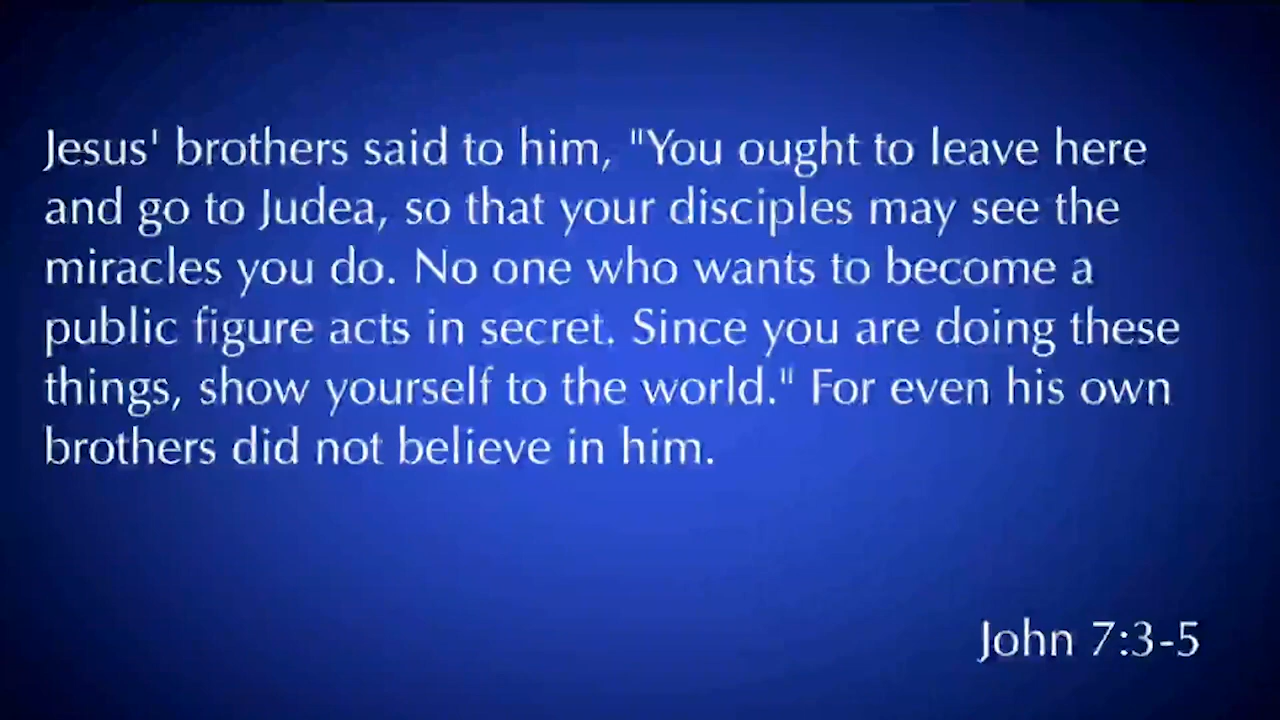 Jesus' brothers said to him, "You ought to leave here
and go to Judea, so that your disciples may see the
miracles you do. No one who wants to become a
public figure acts in secret. Since you are doing these
things, show yourself to the world." For even his own
brothers did not believe in him.
John 7:3-5